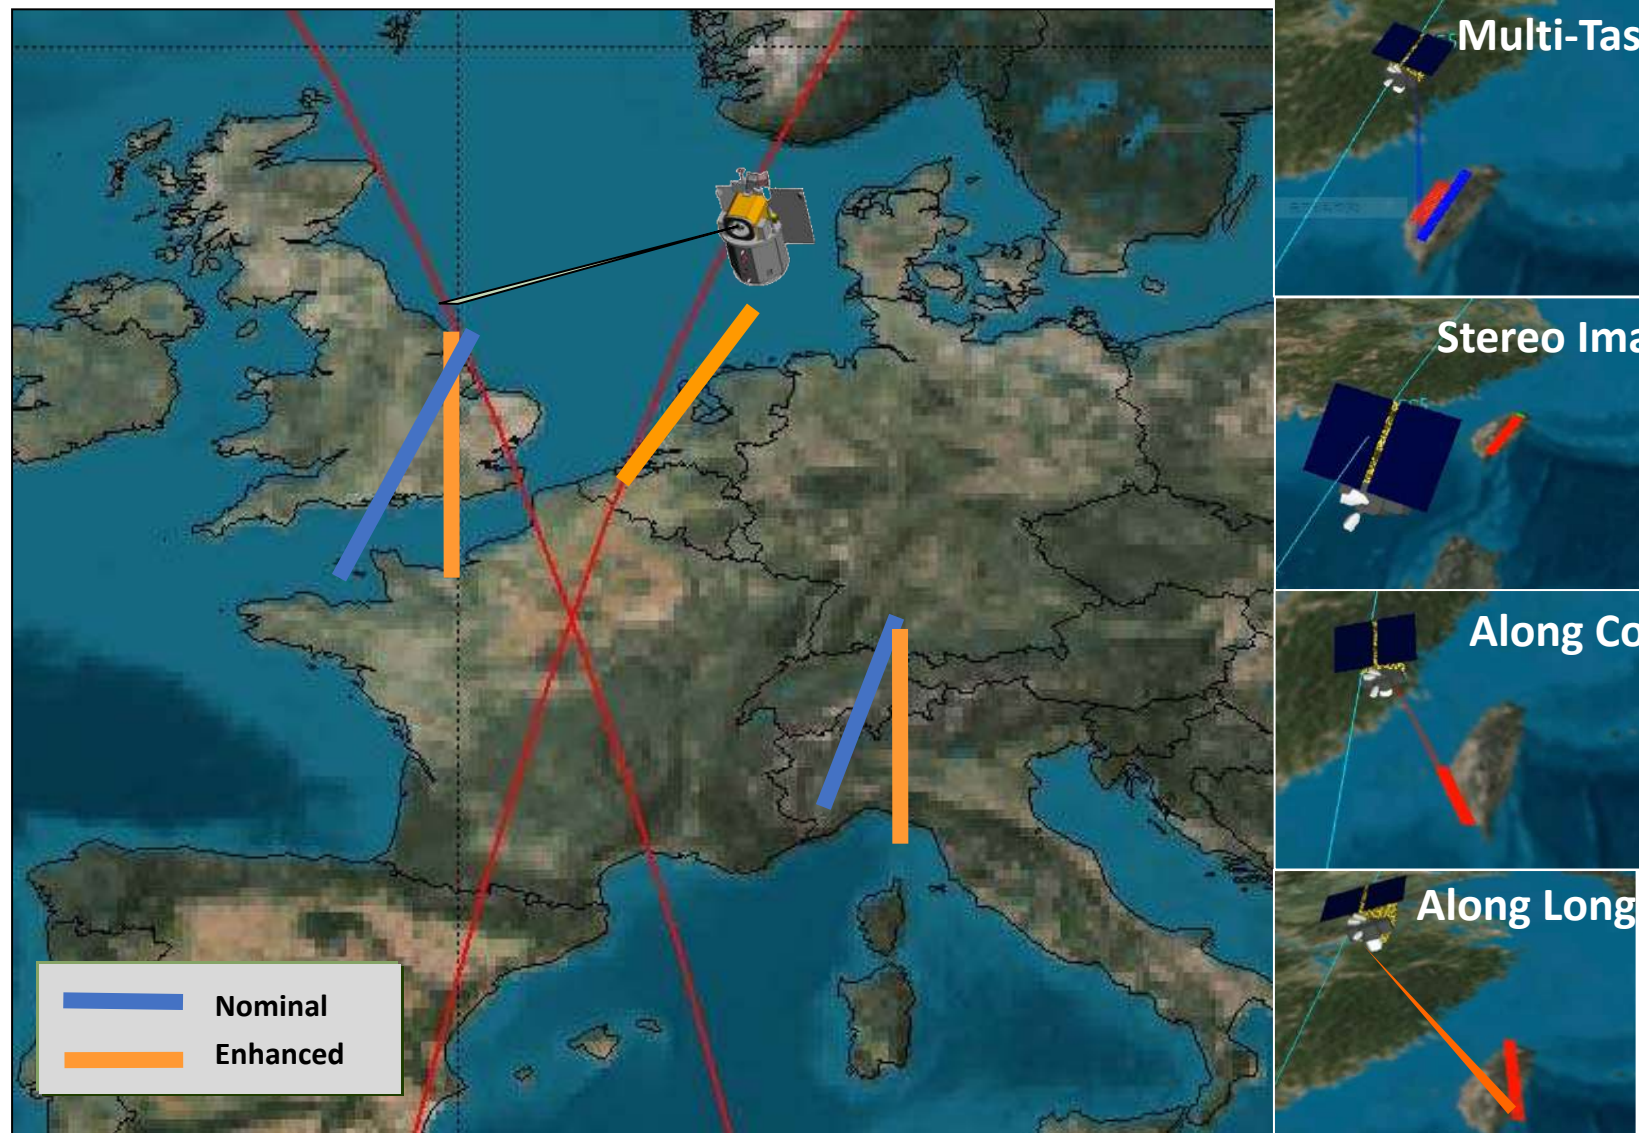 Nominal
Enhanced
Multi-Tas
Stereo Ima
Along Co
Along Long